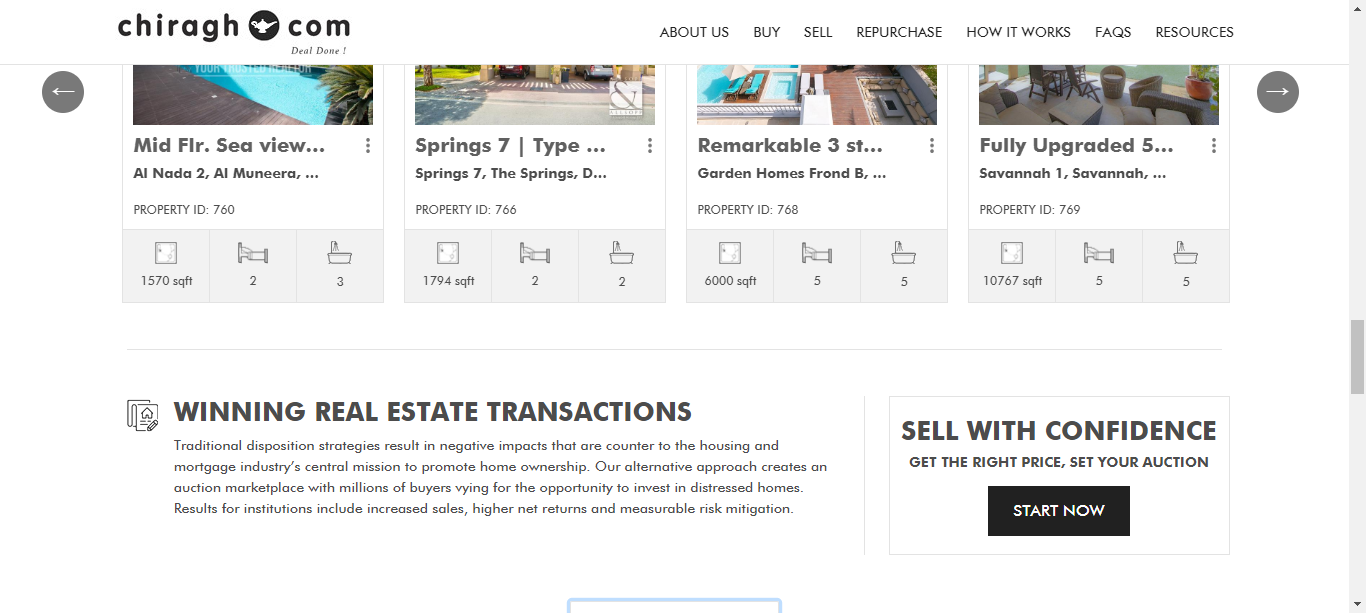 chiragh com
Deal Done !
ABOUT US BUY SELL REPURCHASE HOW IT WORKS FAQS RESOURCES
YOUR TRUSTED REALTOR
Mid Flr. Sea view...
Al Nada 2, Al Muneera, ...
PROPERTY ID: 760
1570 sqft 2 3
Springs 7 | Type ...
Springs 7, The Springs, D...
PROPERTY ID: 766
1794 sqft 2 2
Remarkable 3 st...
Garden Homes Frond B, ...
PROPERTY ID: 768
6000 sqft 5 5
Fully Upgraded 5...
Savannah 1, Savannah, ...
PROPERTY ID: 769
10767 sqft 5 5
WINNING REAL ESTATE TRANSACTIONS
Traditional disposition strategies result in negative impacts that are counter to the housing and
mortgage industry’s central mission to promote home ownership. Our alternative approach creates an
auction marketplace with millions of buyers vying for the opportunity to invest in distressed homes.
Results for institutions include increased sales, higher net returns and measurable risk mitigation.
SELL WITH CONFIDENCE
GET THE RIGHT PRICE, SET YOUR AUCTION
START NOW